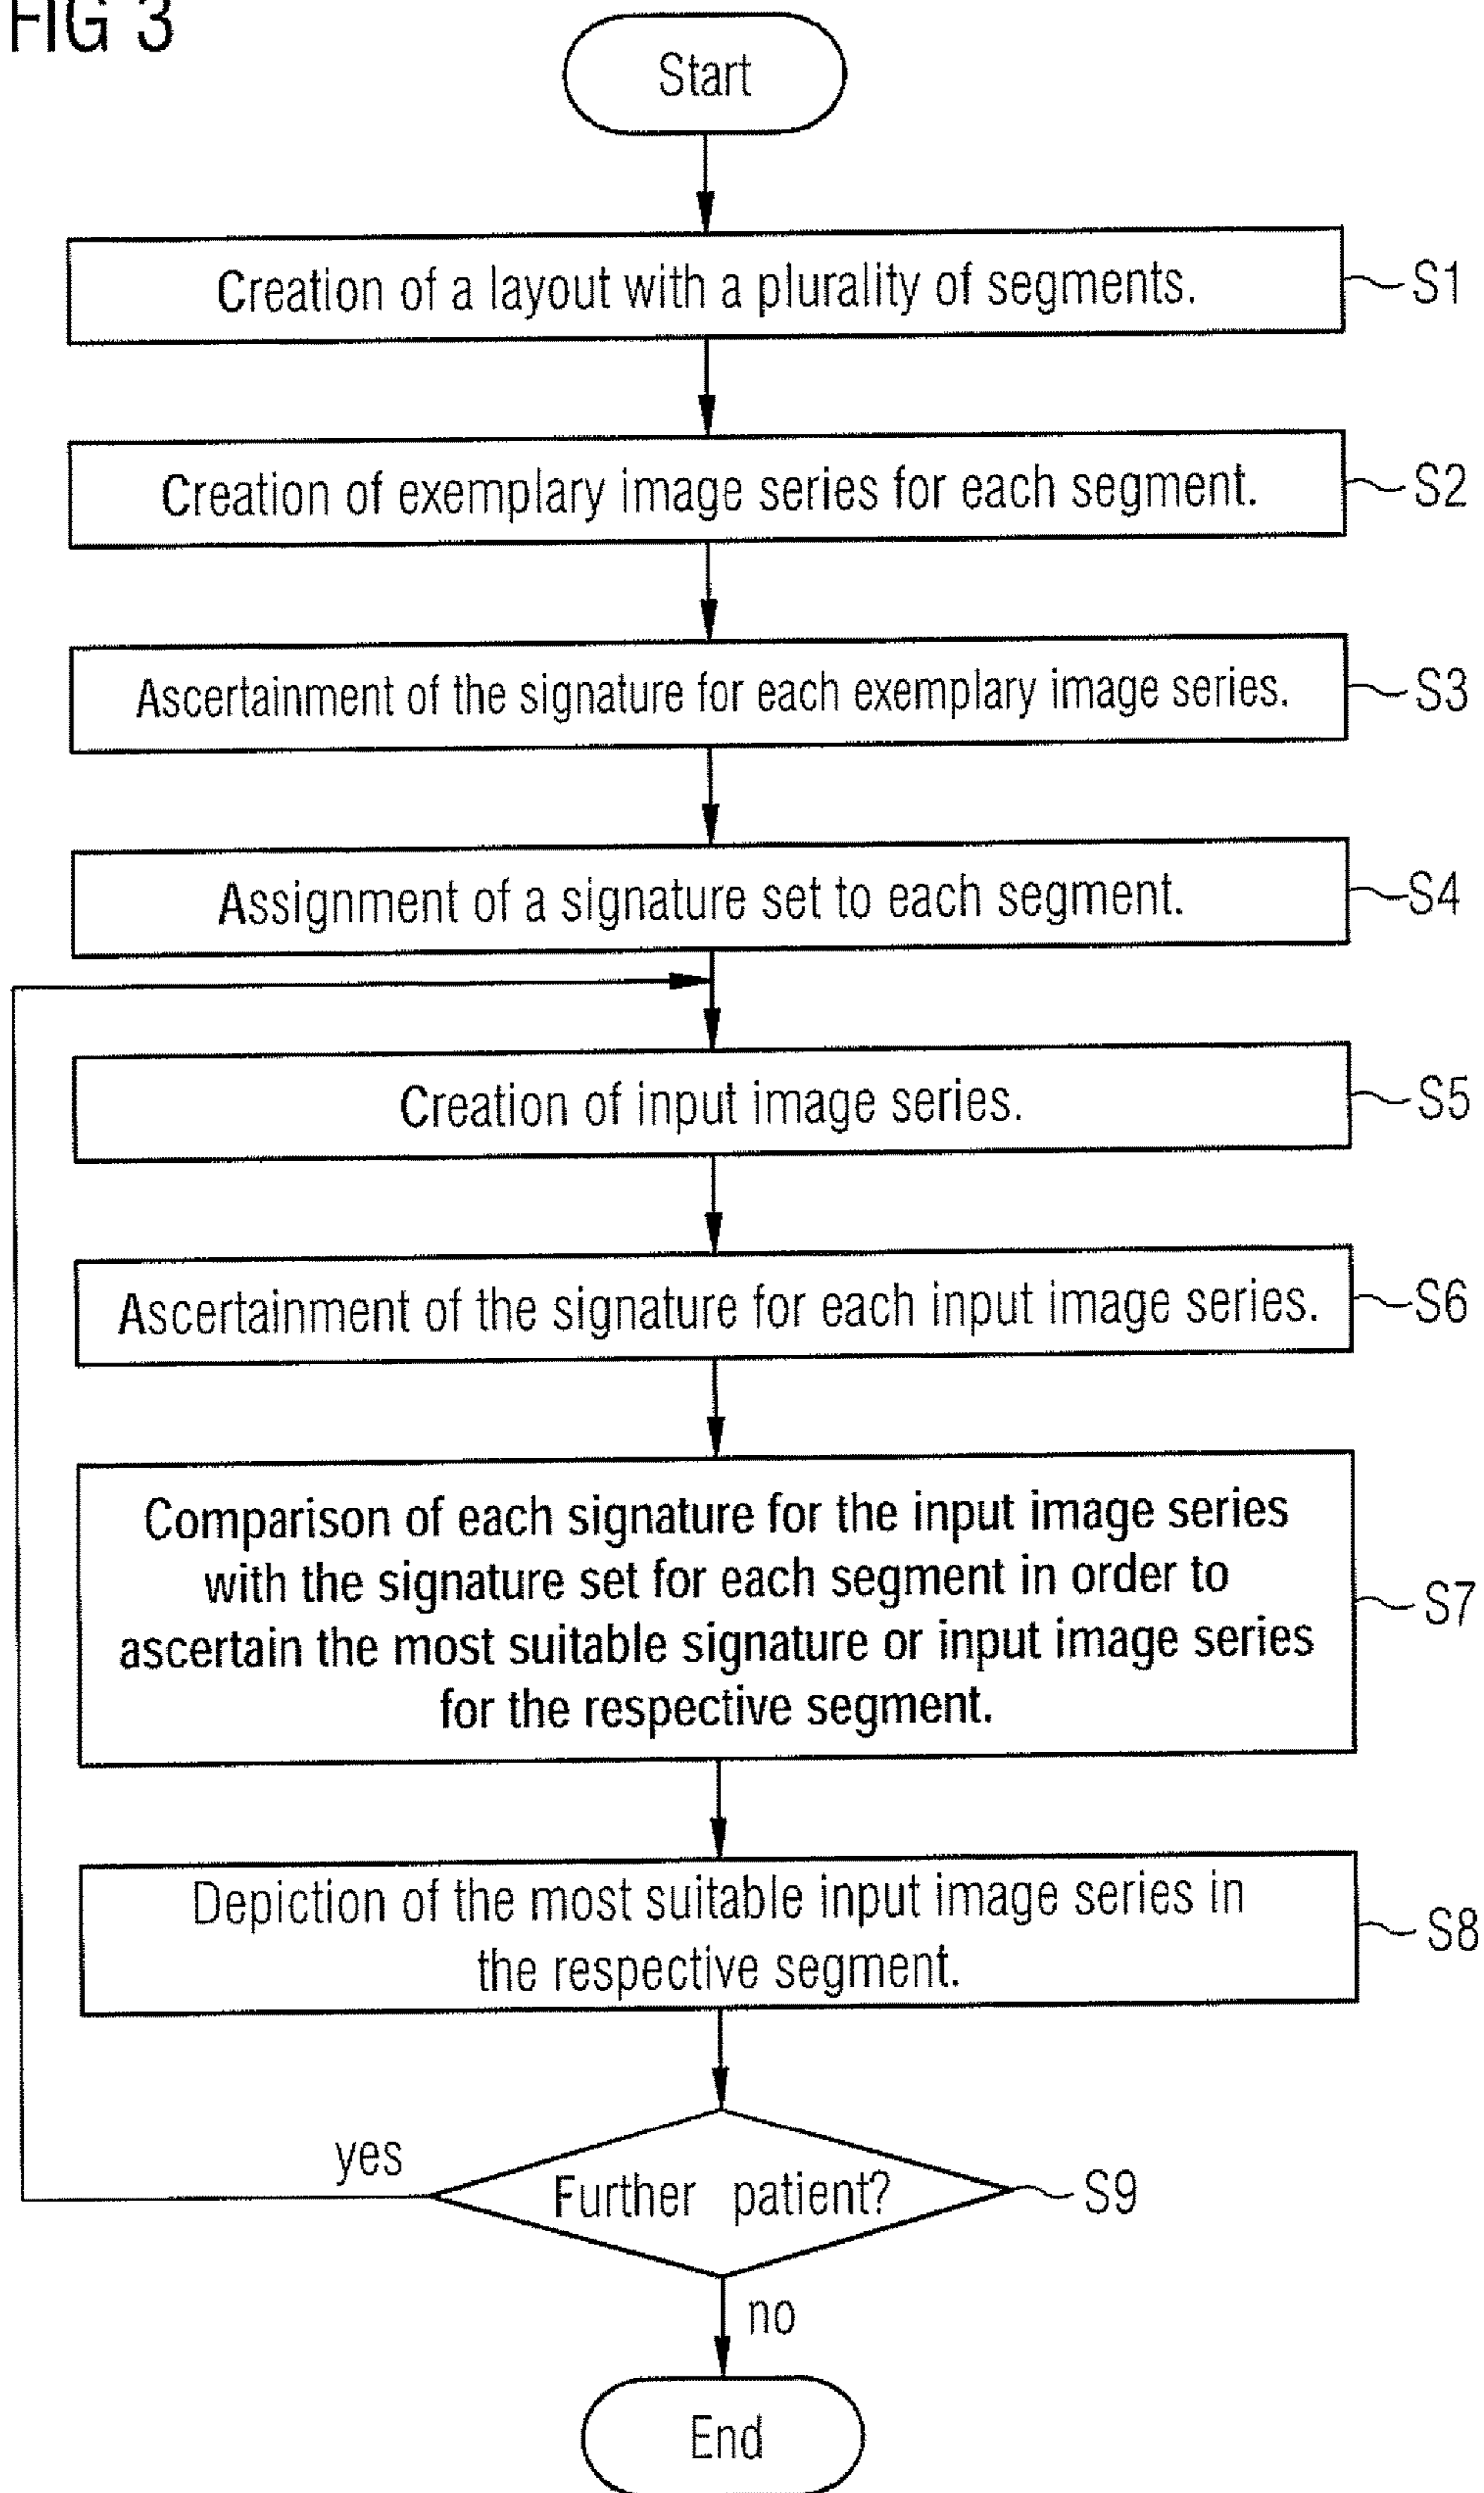 FIG 3
Start
Creation of a layout with a plurality of segments.
S1
Creation of exemplary image series for each segment.
S2
Ascertainment of the signature for each exemplary image series.
S3
Assignment of a signature set to each segment.
S4
Creation of input image series.
S5
Ascertainment of the signature for each input image series.
S6
Comparison of each signature for the input image series
with the signature set for each segment in order to
ascertain the most suitable signature or input image series
for the respective segment.
S7
Depiction of the most suitable input image series in
the respective segment.
S8
yes
Further patient?
S9
no
End